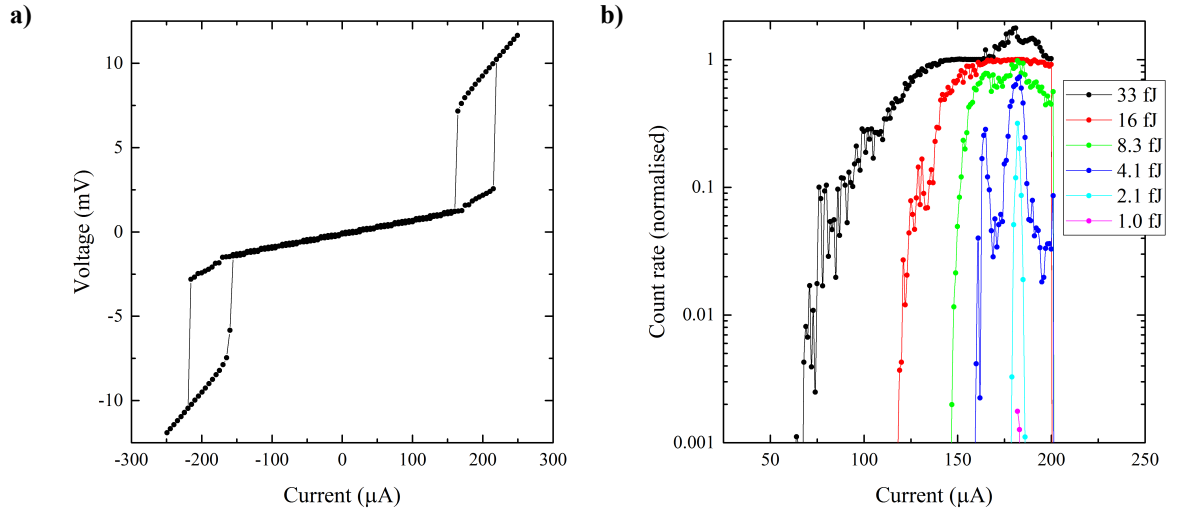 a)
Voltage (mV)
10
5
0
-5
-10
-300
-200
-100
0
100
200
300
Current (μA)
b)
Count rate (normalised)
1
0.1
0.01
0.001
50
100
150
200
250
Current (μA)
33 fJ
16 fJ
8.3 fJ
4.1 fJ
2.1 fJ
1.0 fJ